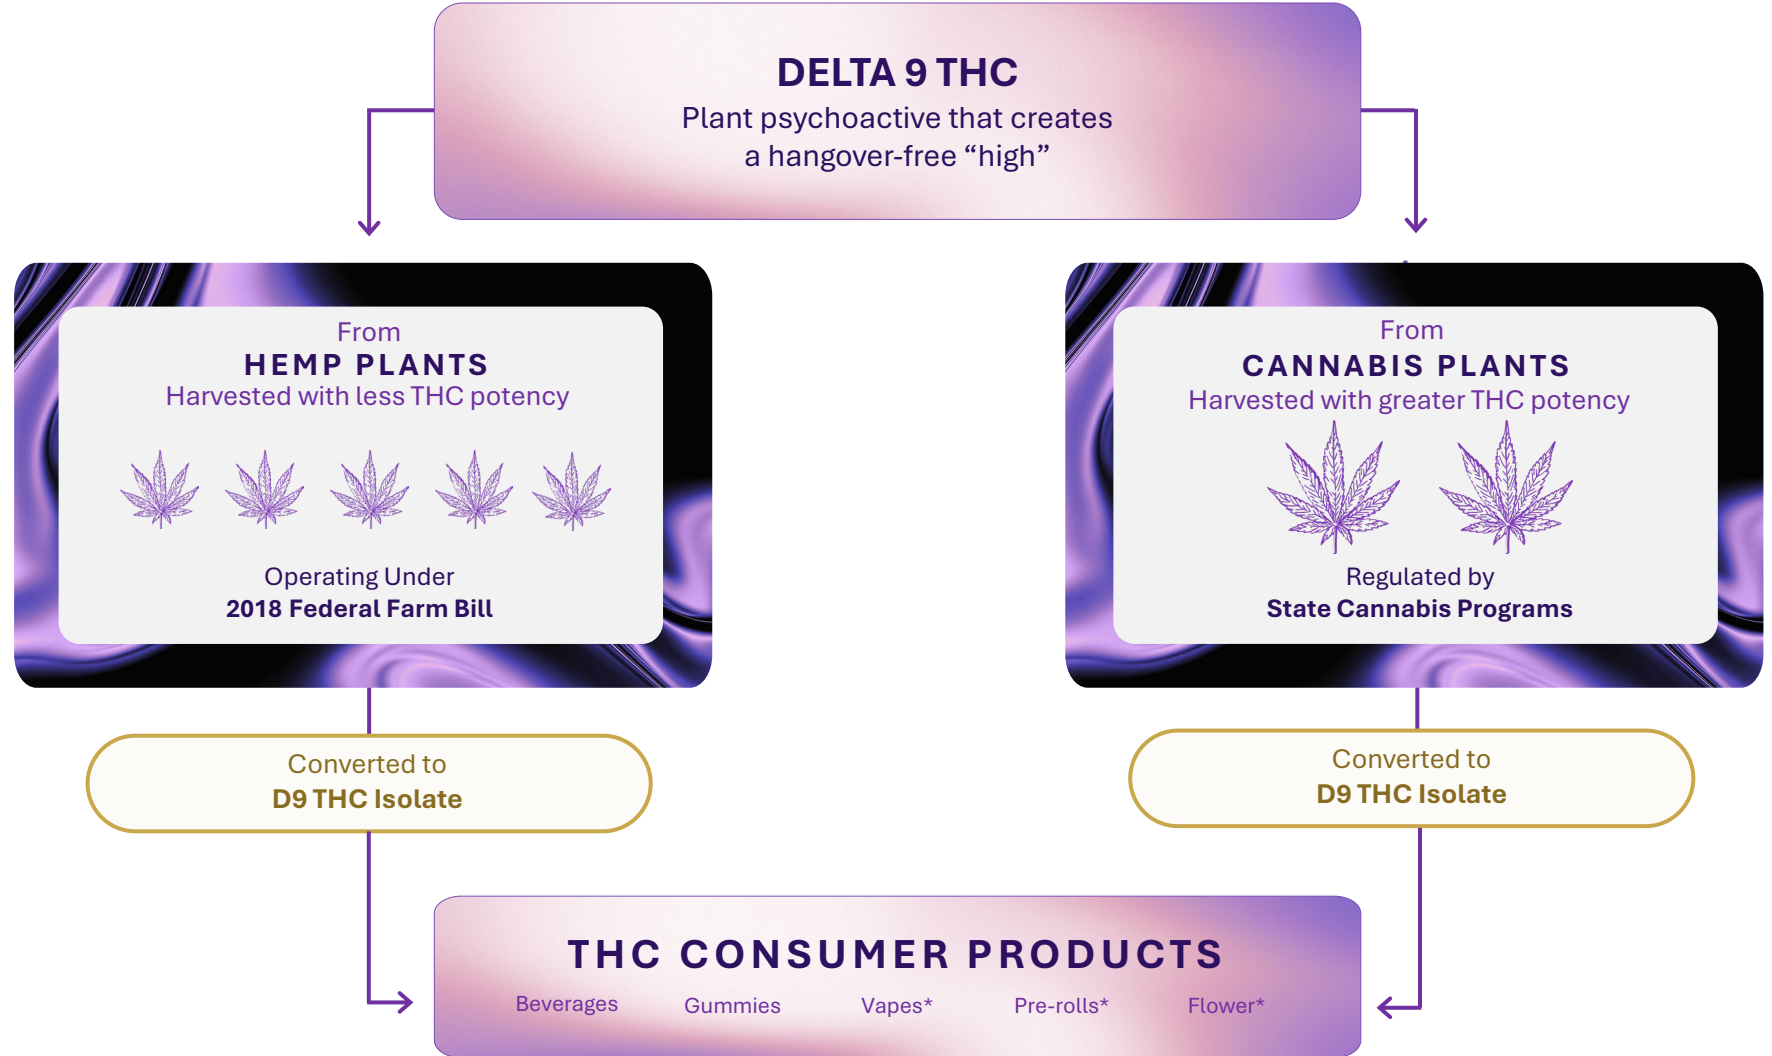 DELTA 9 THC
Plant psychoactive that creates
a hangover-free “high”
From
HEMP PLANTS
Harvested with less THC potency
Operating Under
2018 Federal Farm Bill
From
CANNABIS PLANTS
Harvested with greater THC potency
Regulated by
State Cannabis Programs
Converted to
D9 THC Isolate
Converted to
D9 THC Isolate
THC CONSUMER PRODUCTS
Beverages Gummies Vapes* Pre-rolls* Flower*